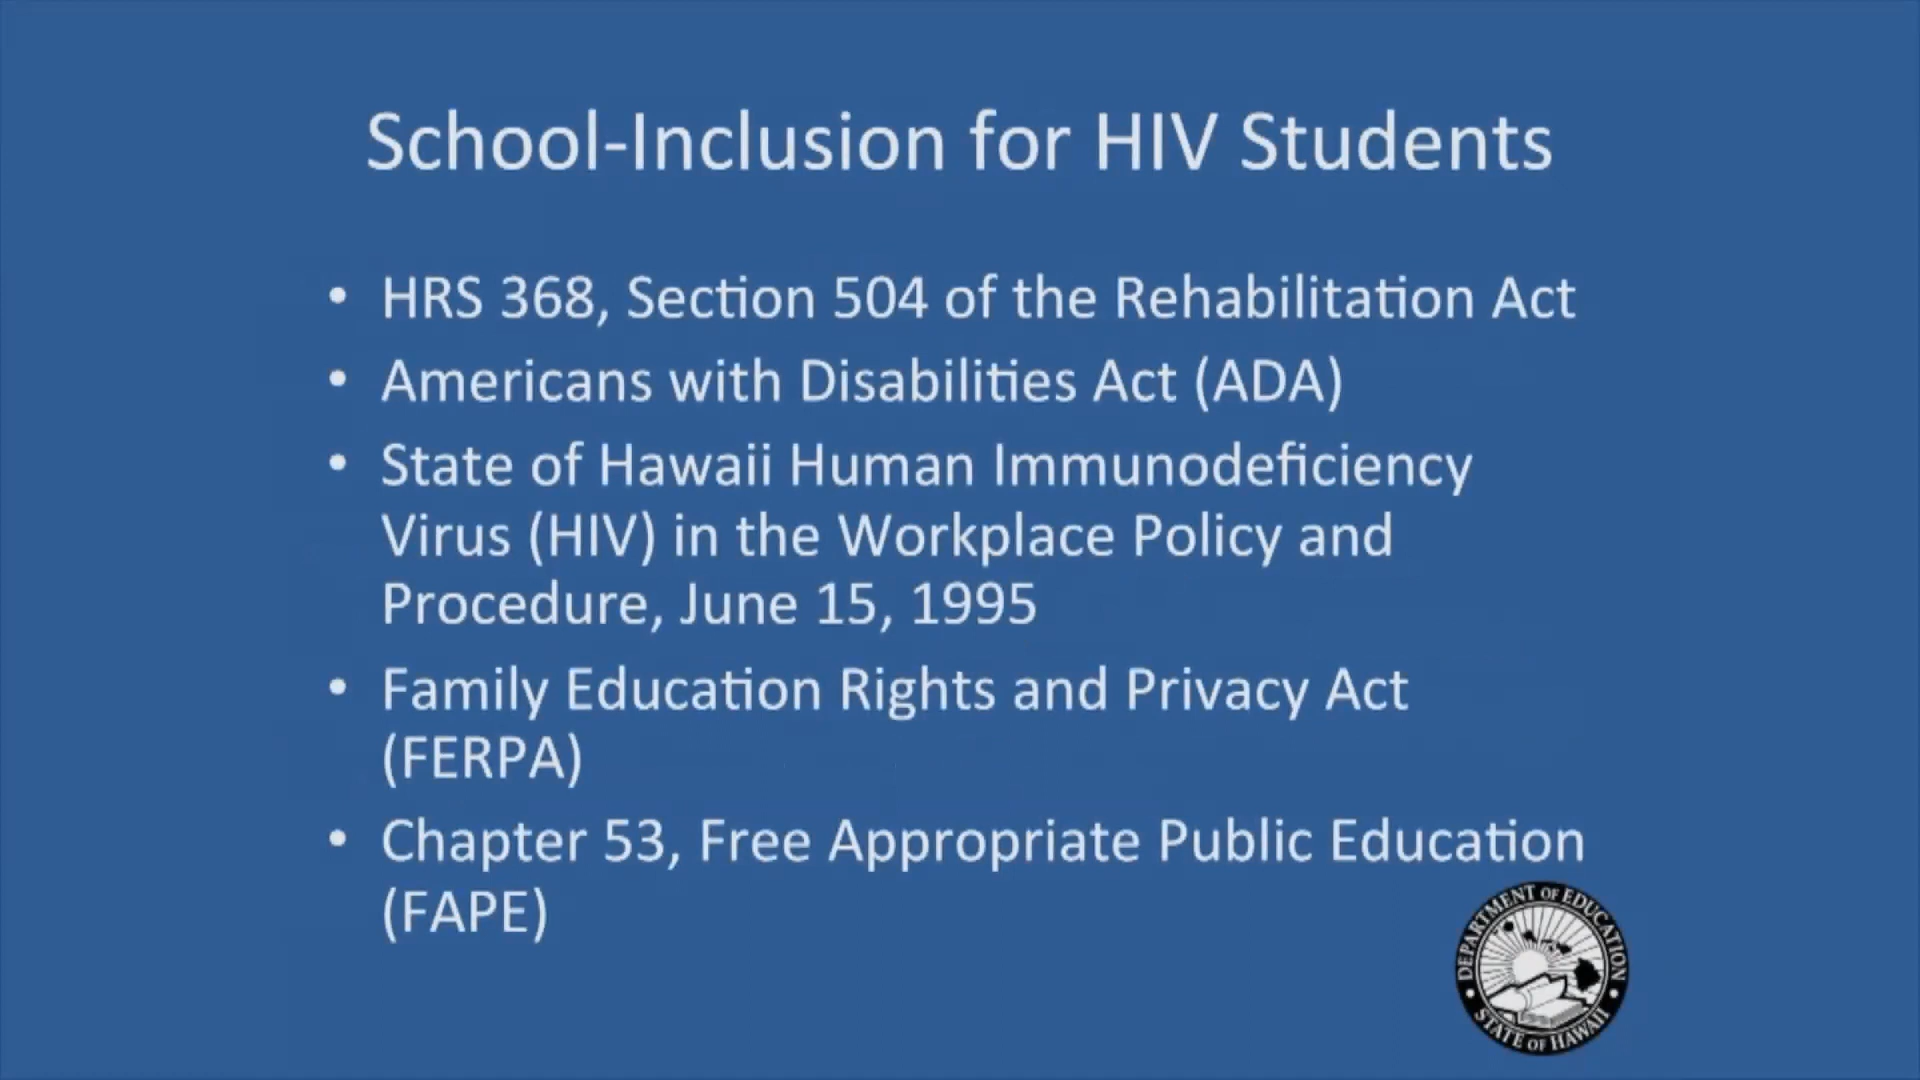 School-Inclusion for HIV Students
• HRS 368, Section 504 of the Rehabilitation Act
• Americans with Disabilities Act (ADA)
• State of Hawaii Human Immunodeficiency
Virus (HIV) in the Workplace Policy and
Procedure, June 15, 1995
• Family Education Rights and Privacy Act
(FERPA)
• Chapter 53, Free Appropriate Public Education
(FAPE)
DEPARTMENT OF EDUCATION
• STATE OF HAWAII •